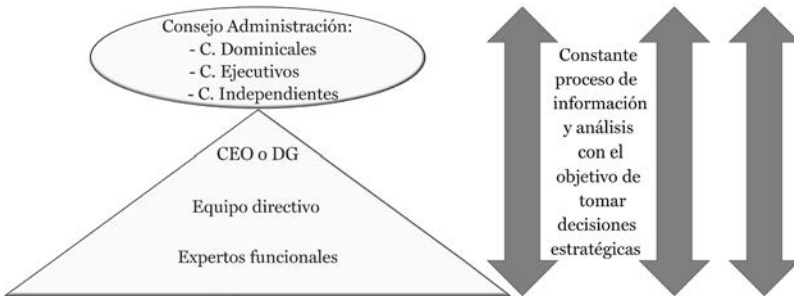 Consejo Administración:
- C. Dominicales
- C. Ejecutivos
- C. Independientes
CEO o DG
Equipo directivo
Expertos funcionales
Constante
proceso de
información
y análisis
con el
objetivo de
tomar
decisiones
estratégicas